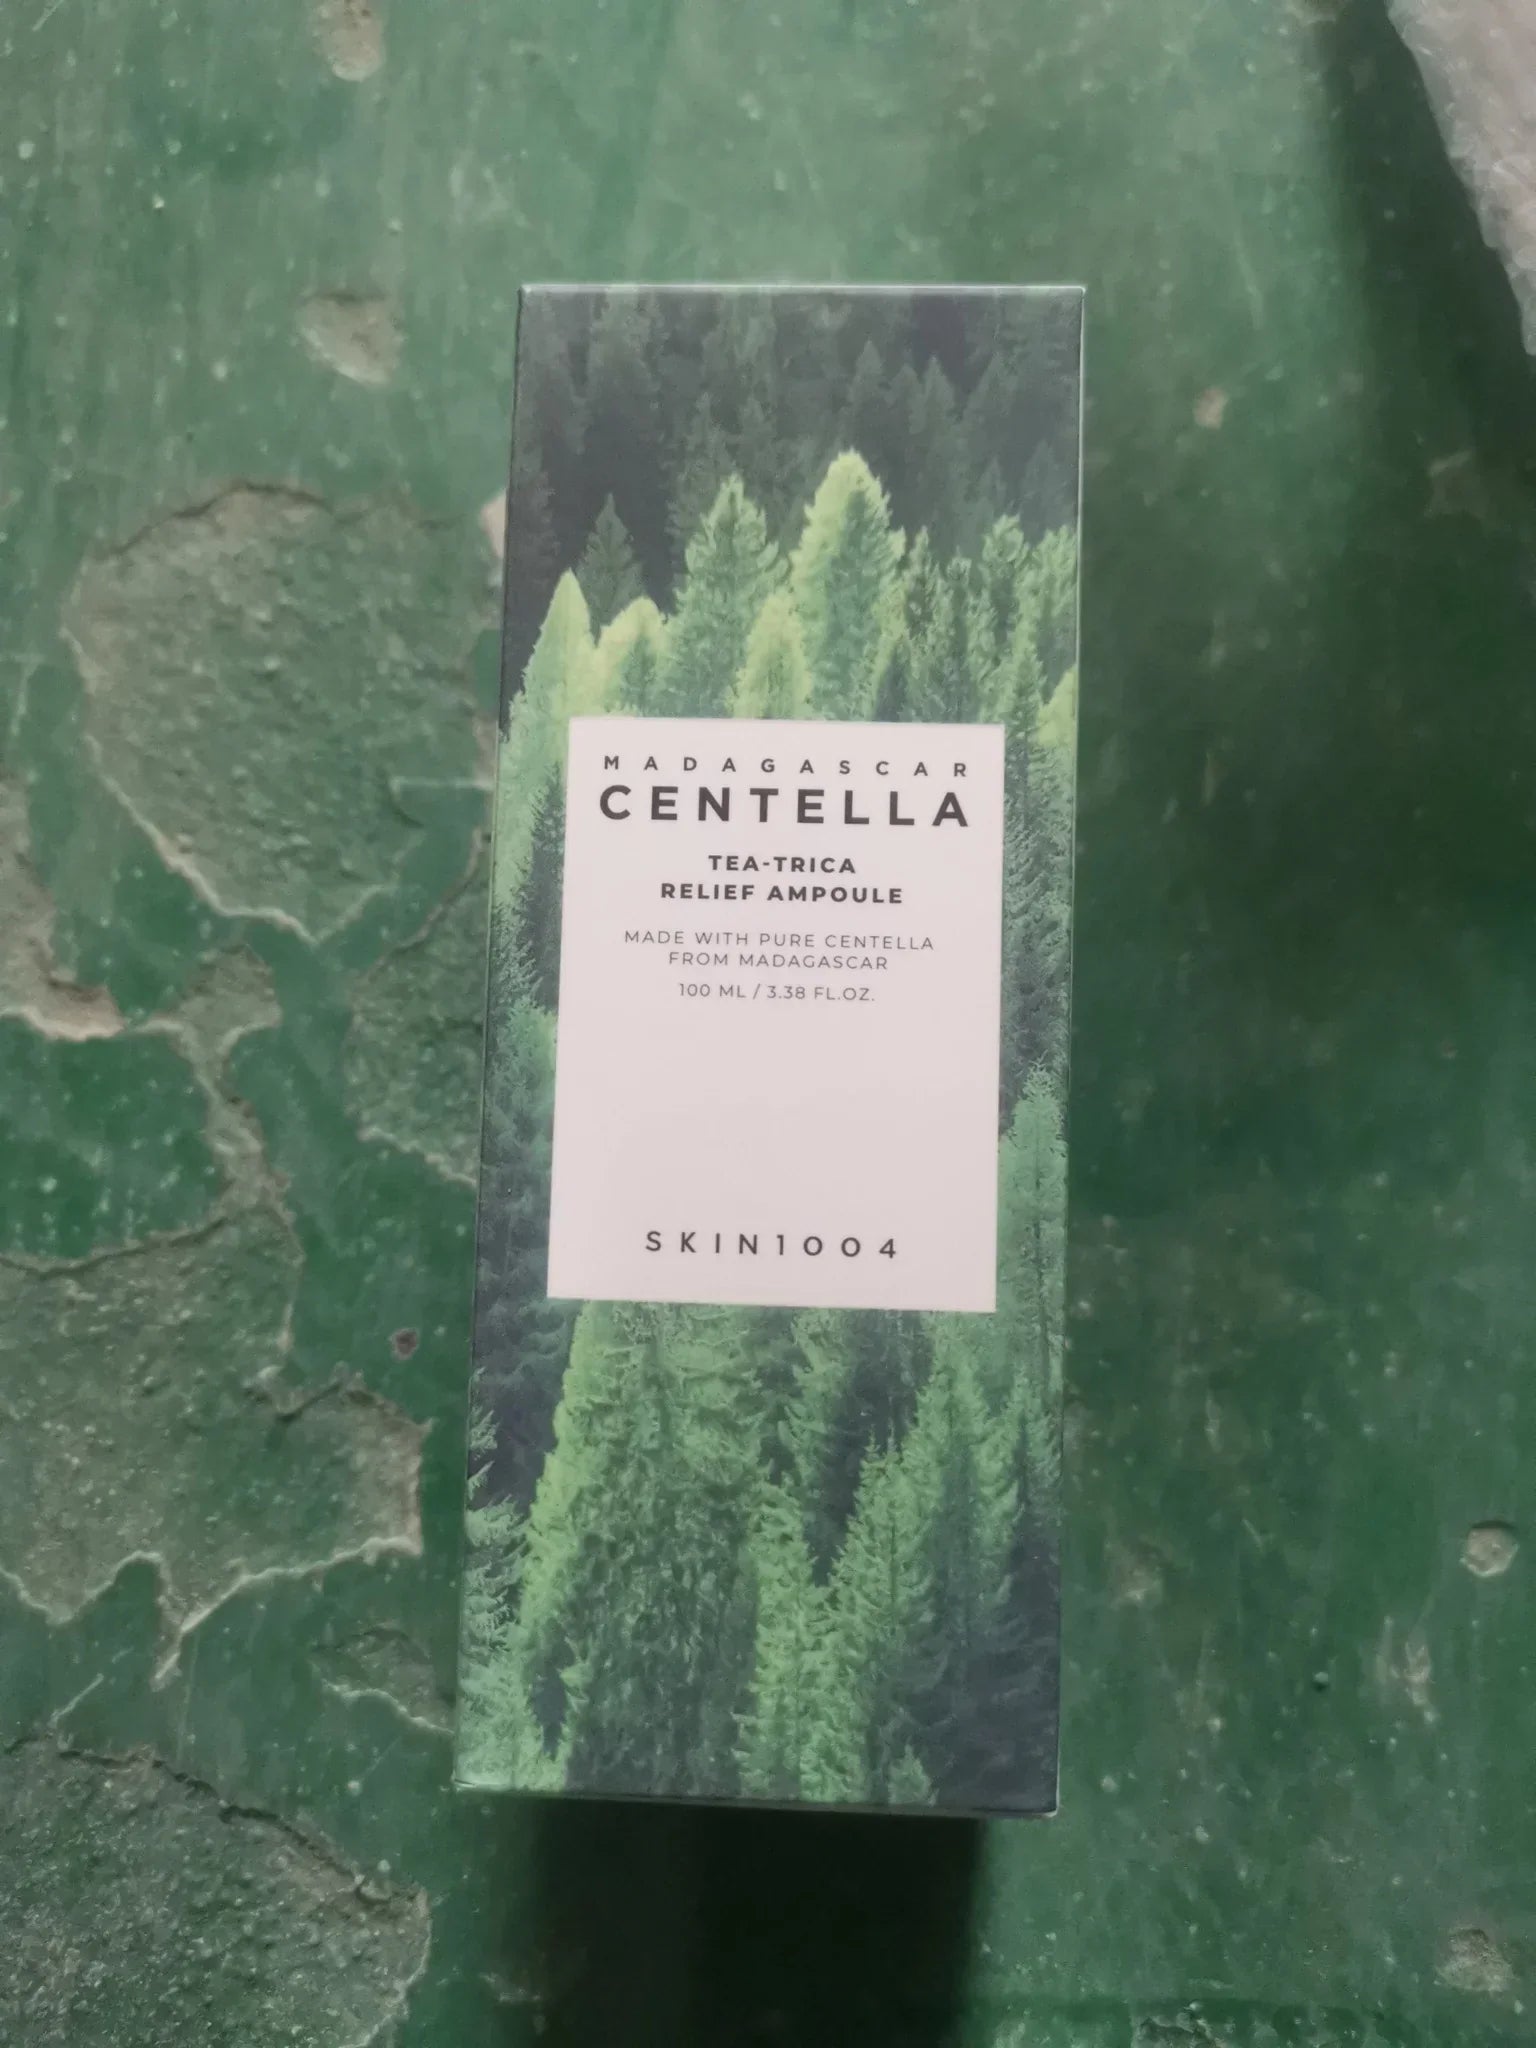 MADAGASCAR
CENTELLA
TEA-TRICA
RELIEF AMPOULE
MADE WITH PURE CENTELLA
FROM MADAGASCAR
100 ML / 3.38 FL.OZ.
SKIN1004